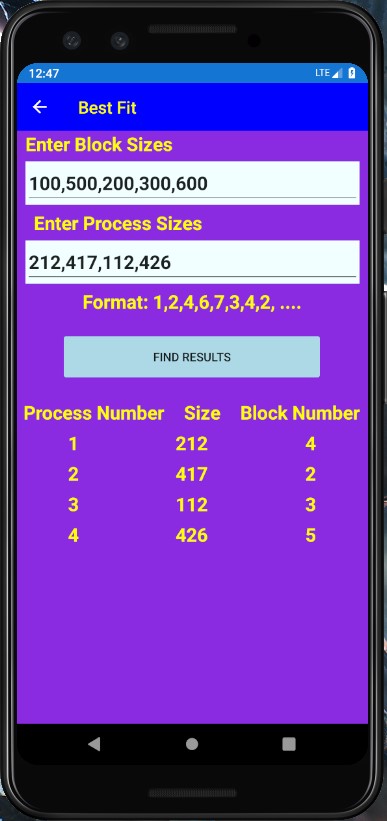 12:47 LTE
Best Fit
Enter Block Sizes
100,500,200,300,600
Enter Process Sizes
212,417,112,426
Format: 1,2,4,6,7,3,4,2, ....
FIND RESULTS
Process Number Size Block Number
1 212 4
2 417 2
3 112 3
4 426 5